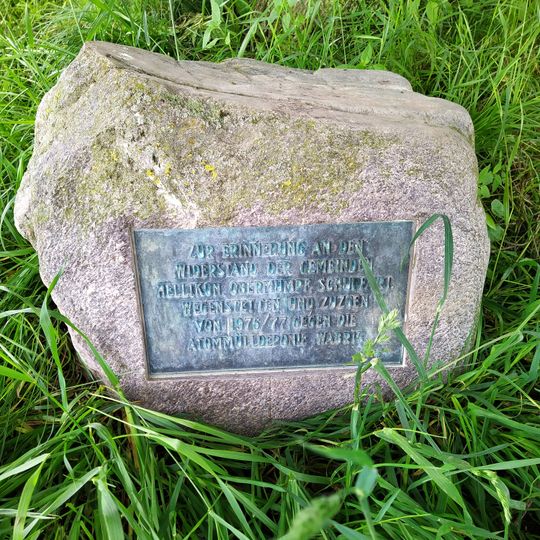 ZUR ERINNERUNG AN DEN
WIDERSTAND DER GEMEINDEN
HELLIKON OBERMUMPF SCHUPFART
WEGENSTETTEN UND ZUZGEN
VON 1976/77 GEGEN DIE
ATOMMÜLLDEPONIE